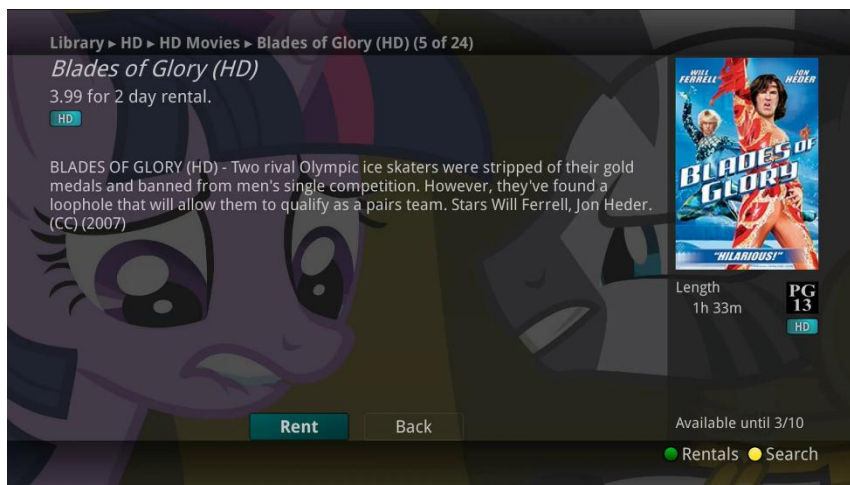 Library ▸ HD ▸ HD Movies ▸ Blades of Glory (HD) (5 of 24)
Blades of Glory (HD)
3.99 for 2 day rental.
HD
BLADES OF GLORY (HD) - Two rival Olympic ice skaters were stripped of their gold
medals and banned from men's single competition. However, they've found a
loophole that will allow them to qualify as a pairs team. Stars Will Ferrell, Jon Heder.
(CC) (2007)
WILL FERRELL
JON HEDER
BLADES OF
GLORY
"HILARIOUS!"
Length
1h 33m
PG
13
HD
Rent
Back
Available until 3/10
Rentals
Search